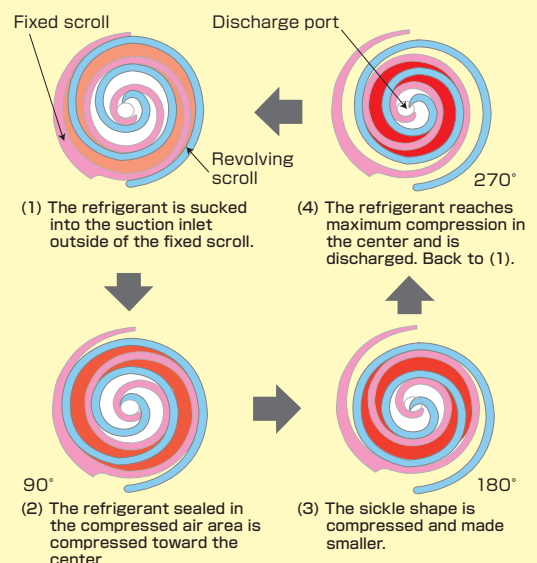 Fixed scroll
Discharge port
Revolving
scroll
270°
(1) The refrigerant is sucked
into the suction inlet
outside of the fixed scroll.
(4) The refrigerant reaches
maximum compression in
the center and is
discharged. Back to (1).
90°
180°
(2) The refrigerant sealed in
the compressed air area is
compressed toward the
center.
(3) The sickle shape is
compressed and made
smaller.